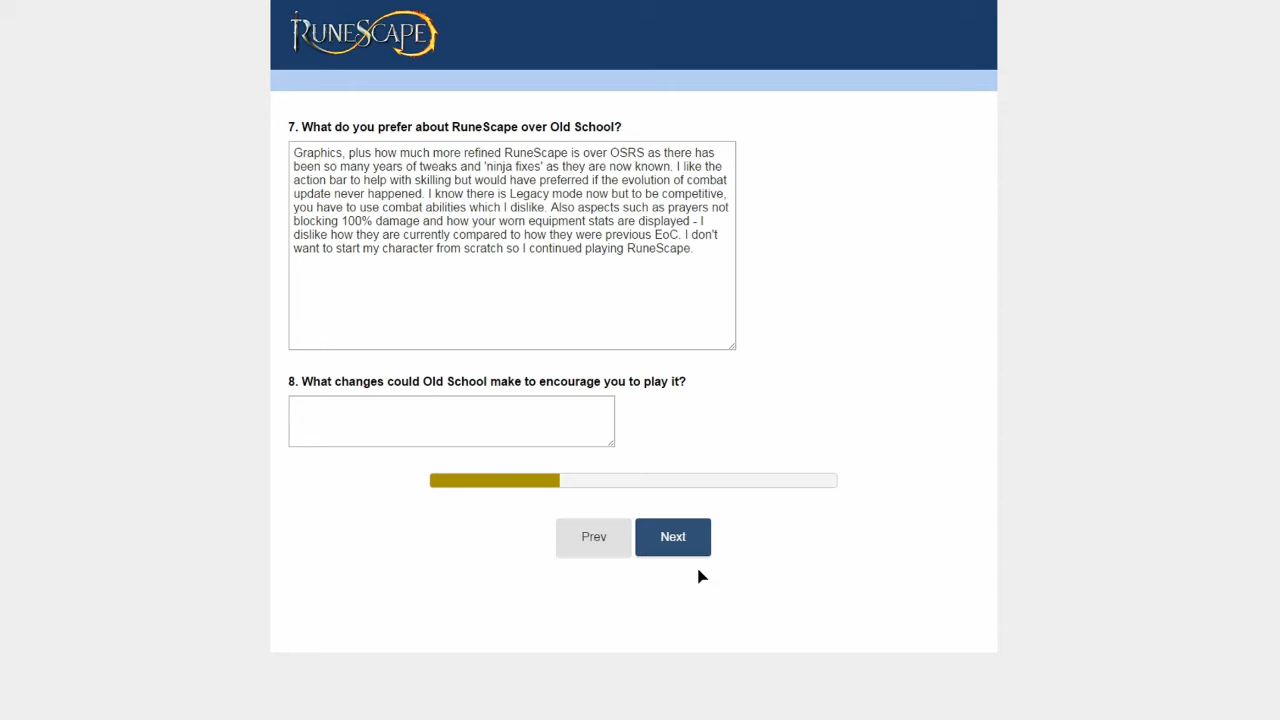 RUNESCAPE
7. What do you prefer about RuneScape over Old School?
Graphics, plus how much more refined RuneScape is over OSRS as there has
been so many years of tweaks and 'ninja fixes' as they are now known. I like the
action bar to help with skilling but would have preferred if the evolution of combat
update never happened. I know there is Legacy mode now but to be competitive,
you have to use combat abilities which I dislike. Also aspects such as prayers not
blocking 100% damage and how your worn equipment stats are displayed - I
dislike how they are currently compared to how they were previous EoC. I don't
want to start my character from scratch so I continued playing RuneScape.
8. What changes could Old School make to encourage you to play it?
Prev
Next